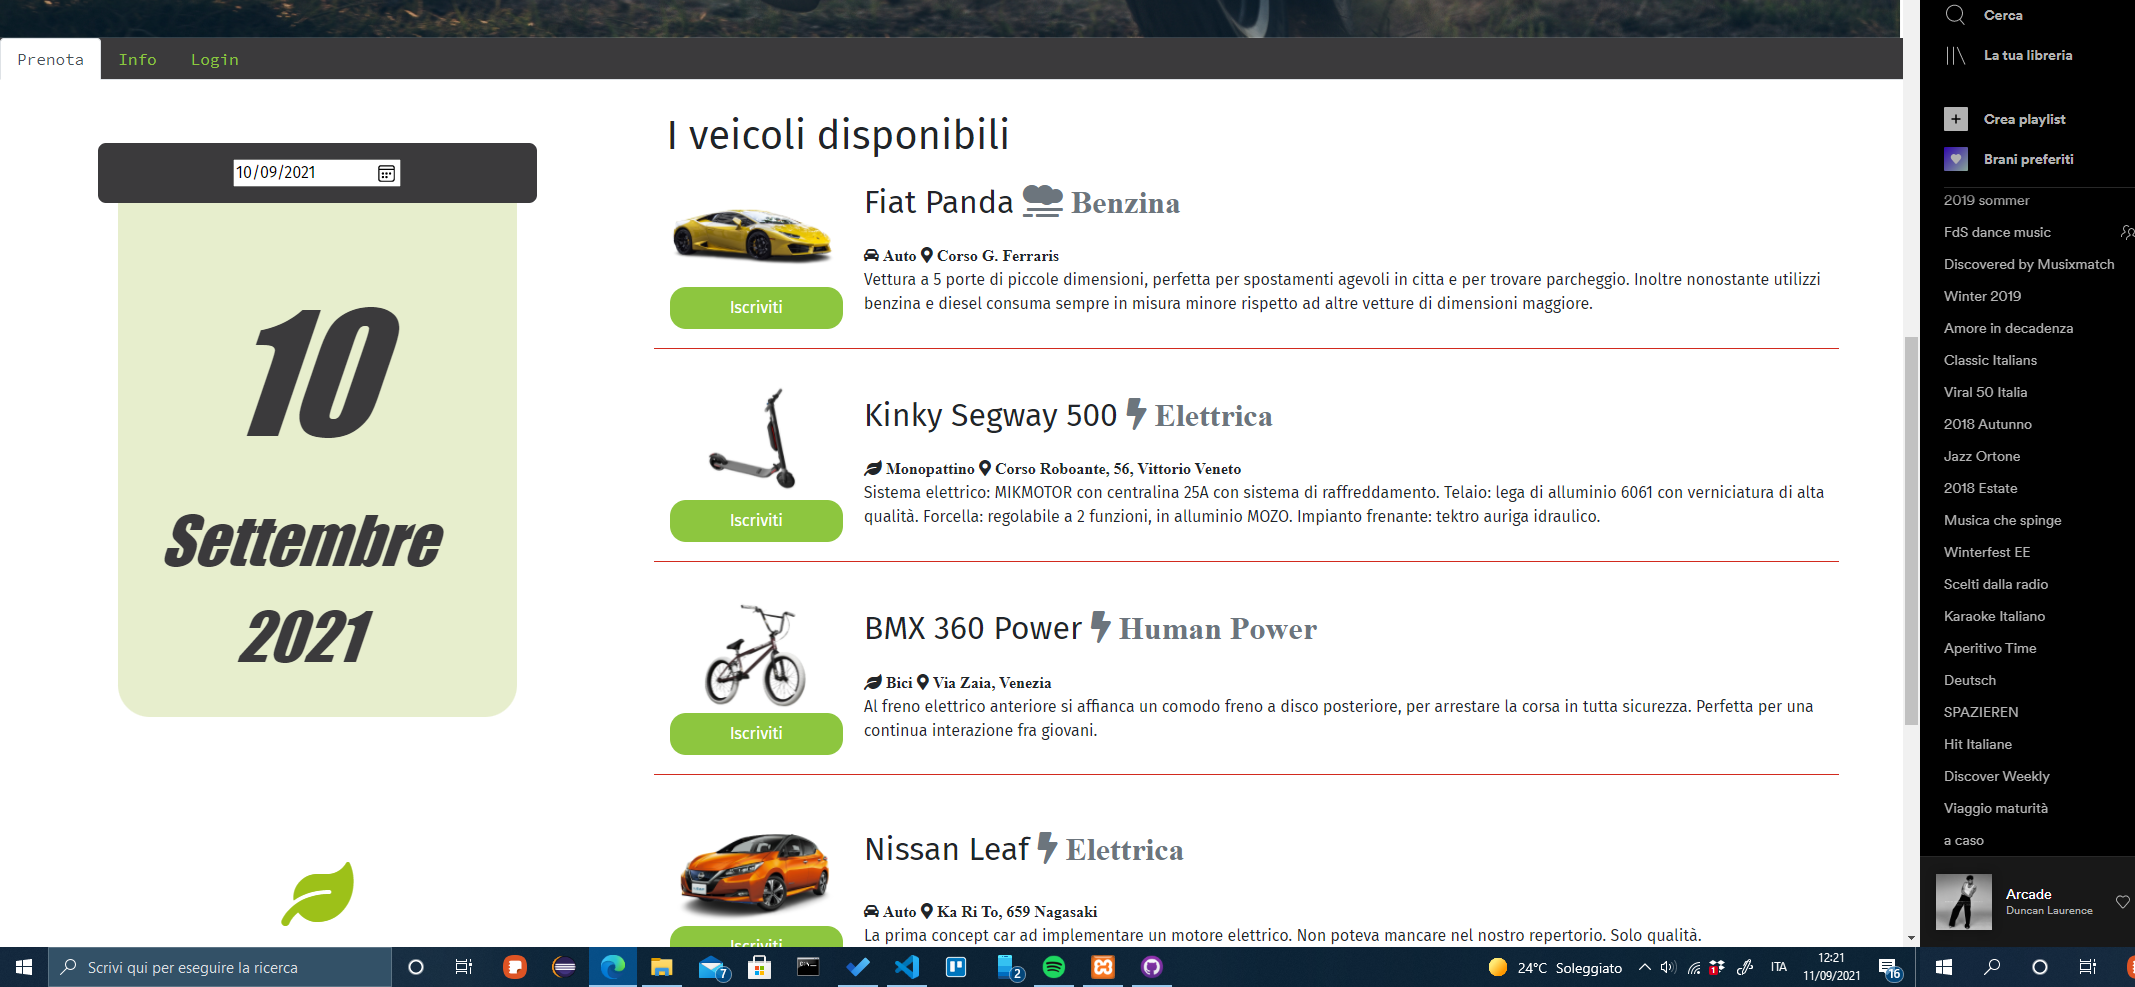 Prenota
Info
Login
10/09/2021
10
Settembre
2021
I veicoli disponibili
Fiat Panda Benzina
Auto Corso G. Ferraris
Vettura a 5 porte di piccole dimensioni, perfetta per spostamenti agevoli in citta e per trovare parcheggio. Inoltre nonostante utilizzi
benzina e diesel consuma sempre in misura minore rispetto ad altre vetture di dimensioni maggiore.
Iscriviti
Kinky Segway 500 Elettrica
Monopattino Corso Roboante, 56, Vittorio Veneto
Sistema elettrico: MIKMOTOR con centralina 25A con sistema di raffreddamento. Telaio: lega di alluminio 6061 con verniciatura di alta
qualità. Forcella: regolabile a 2 funzioni, in alluminio MOZO. Impianto frenante: tektro auriga idraulico.
Iscriviti
BMX 360 Power Human Power
Bici Via Zaia, Venezia
Al freno elettrico anteriore si affianca un comodo freno a disco posteriore, per arrestare la corsa in tutta sicurezza. Perfetta per una
continua interazione fra giovani.
Iscriviti
Nissan Leaf Elettrica
Auto Ka Ri To, 659 Nagasaki
La prima concept car ad implementare un motore elettrico. Non poteva mancare nel nostro repertorio. Solo qualità.
Iscriviti
Cerca
La tua libreria
Crea playlist
Brani preferiti
2019 sommer
FdS dance music
Discovered by Musixmatch
Winter 2019
Amore in decadenza
Classic Italians
Viral 50 Italia
2018 Autunno
Jazz Ortone
2018 Estate
Musica che spinge
Winterfest EE
Scelti dalla radio
Karaoke Italiano
Aperitivo Time
Deutsch
SPAZIEREN
Hit Italiane
Discover Weekly
Viaggio maturità
a caso
Arcade
Duncan Laurence
Scrivi qui per eseguire la ricerca
7
2
24°C Soleggiato
1
ITA
12:21
11/09/2021
16